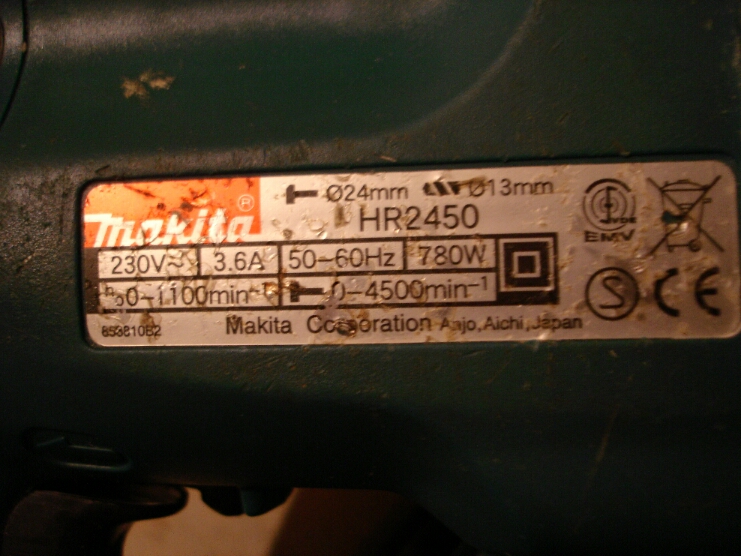 Makita®
Ø24mm Ø13mm
HR2450
230V~ 3.6A 50~60Hz 780W
0-1100min⁻¹ 0-4500min⁻¹
Makita Corporation Anjo, Aichi, Japan
VDE
EMV
S CE